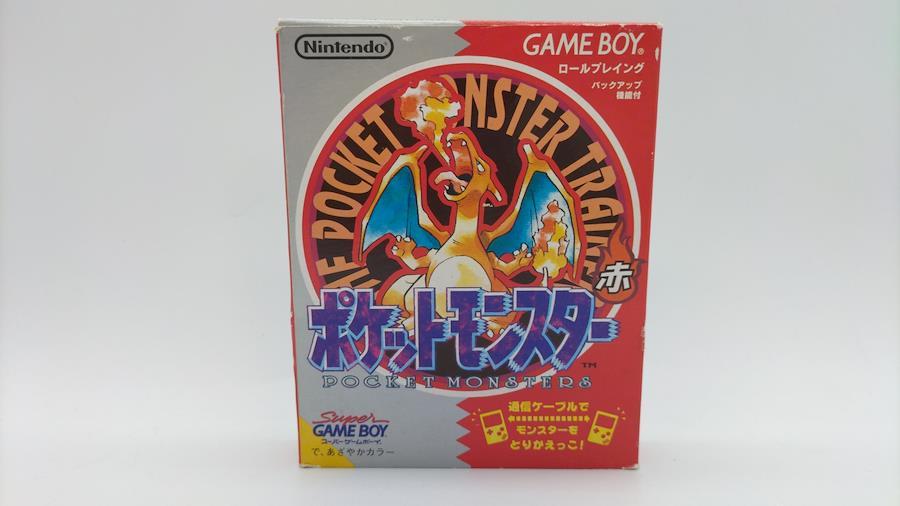 Nintendo
GAME BOY
ロールプレイング
バックアップ
機能付
THE POCKET MONSTER TRAINER
赤
ポケットモンスター
TM
POCKET MONSTERS
Super
GAME BOY
スーパーゲームボーイ
で、あざやかカラー
通信ケーブルで
モンスターを
とりかえっこ!